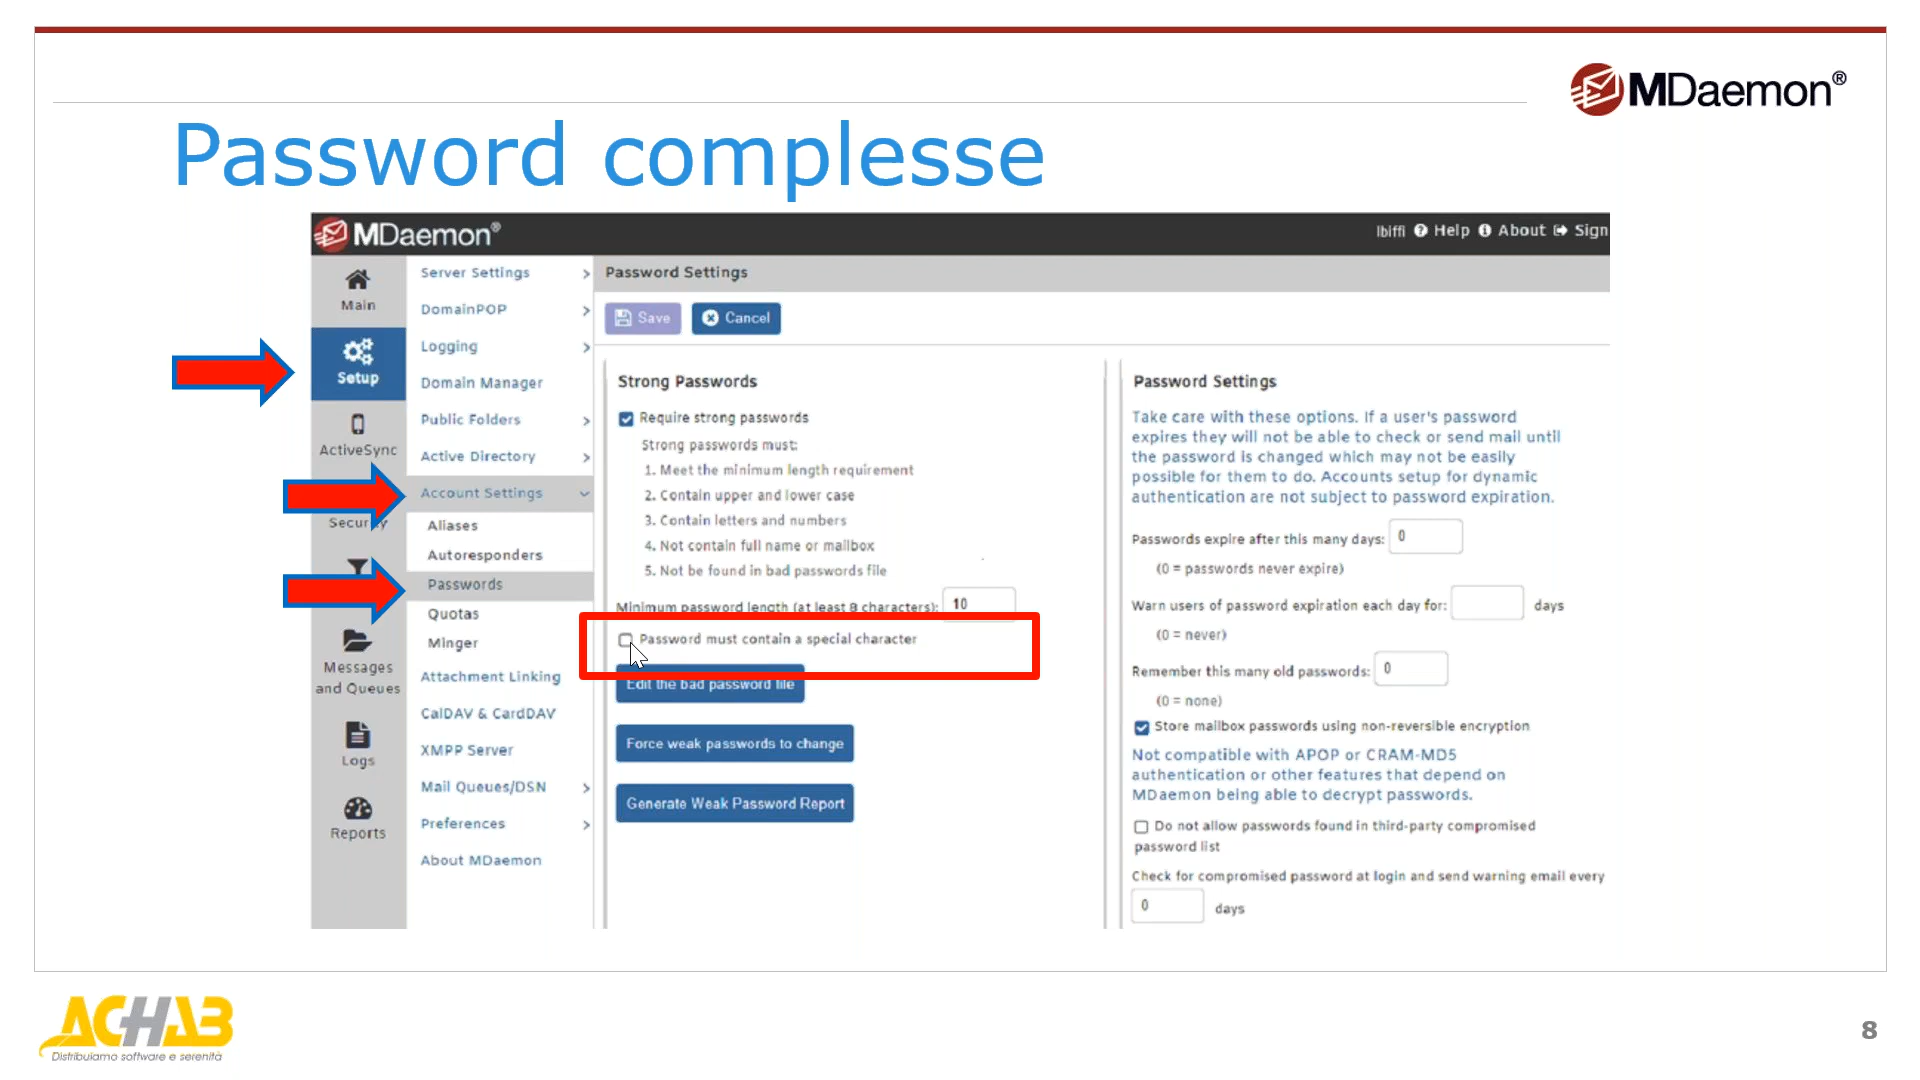 MDaemon®
Password complesse
MDaemon®
lbiffi Help About Sign
Main
Setup
ActiveSync
Security
Messages
and Queues
Logs
Reports
Server Settings
DomainPOP
Logging
Domain Manager
Public Folders
Active Directory
Account Settings
Aliases
Autoresponders
Passwords
Quotas
Minger
Attachment Linking
CalDAV & CardDAV
XMPP Server
Mail Queues/DSN
Preferences
About MDaemon
Password Settings
Save Cancel
Strong Passwords
Require strong passwords
Strong passwords must:
1. Meet the minimum length requirement
2. Contain upper and lower case
3. Contain letters and numbers
4. Not contain full name or mailbox
5. Not be found in bad passwords file
Minimum password length (at least 8 characters): 10
Password must contain a special character
Edit the bad password file
Force weak passwords to change
Generate Weak Password Report
Password Settings
Take care with these options. If a user's password
expires they will not be able to check or send mail until
the password is changed which may not be easily
possible for them to do. Accounts setup for dynamic
authentication are not subject to password expiration.
Passwords expire after this many days: 0
(0 = passwords never expire)
Warn users of password expiration each day for: days
(0 = never)
Remember this many old passwords: 0
(0 = none)
Store mailbox passwords using non-reversible encryption
Not compatible with APOP or CRAM-MD5
authentication or other features that depend on
MDaemon being able to decrypt passwords.
Do not allow passwords found in third-party compromised
password list
Check for compromised password at login and send warning email every
0 days
ACHAB
Distribuiamo software e serenità
8